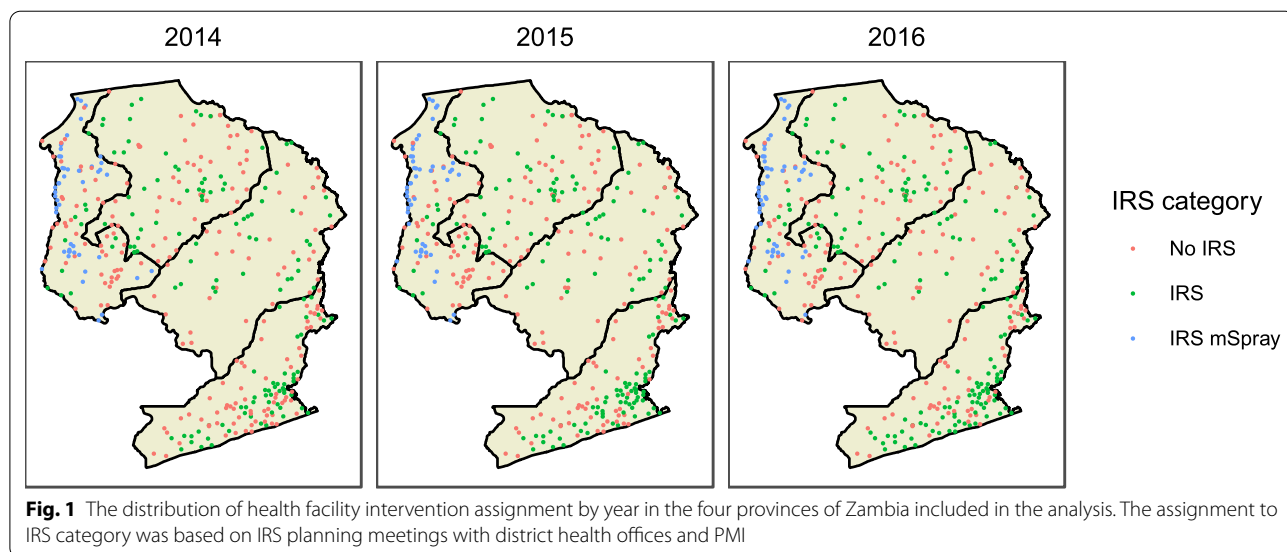 2014
2015
2016
IRS category
No IRS
IRS
IRS mSpray
Fig. 1 The distribution of health facility intervention assignment by year in the four provinces of Zambia included in the analysis. The assignment to
IRS category was based on IRS planning meetings with district health offices and PMI